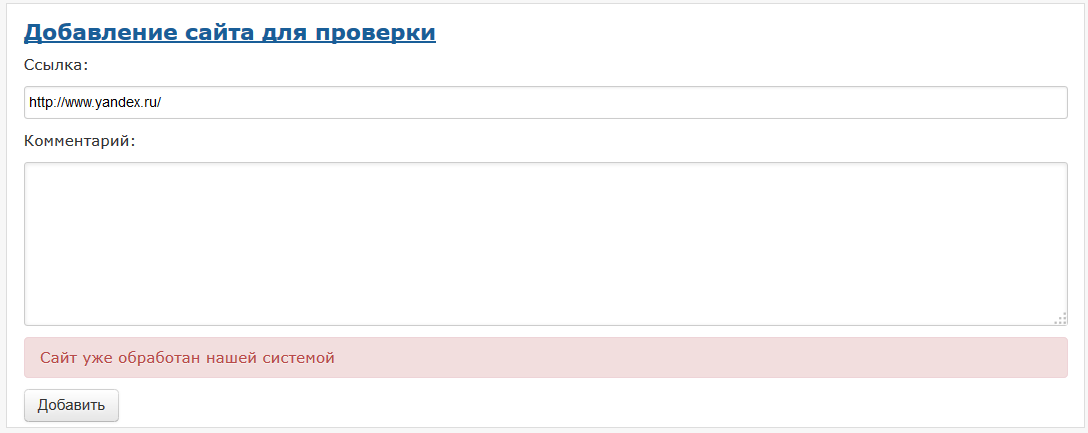 Добавление сайта для проверки
Ссылка:
http://www.yandex.ru/
Комментарий:
Сайт уже обработан нашей системой
Добавить